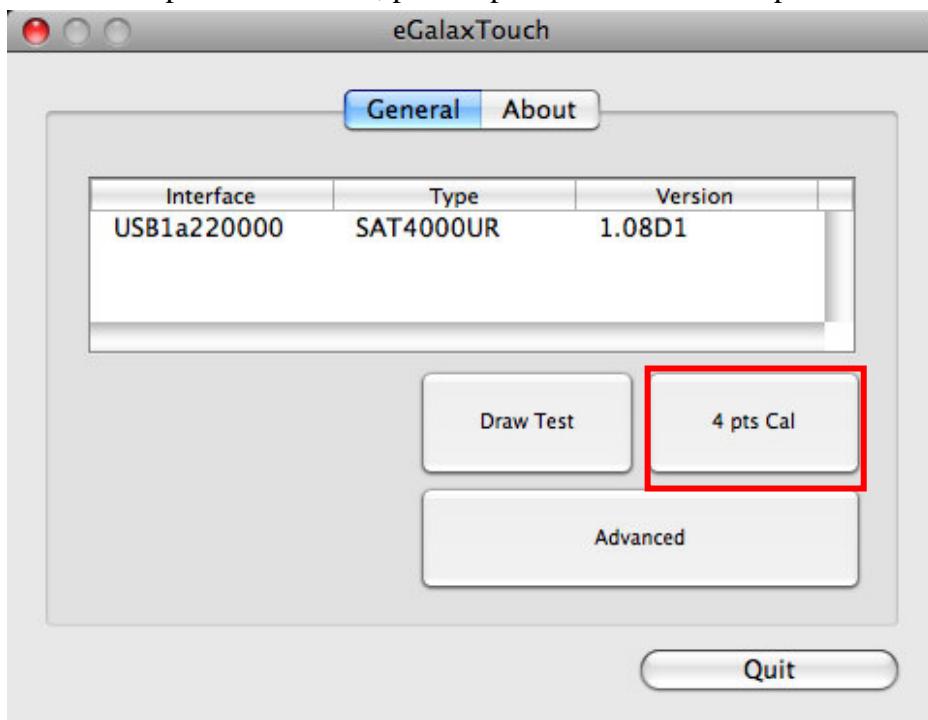 eGalaxTouch
General About
Interface Type Version
USB1a220000 SAT4000UR 1.08D1
Draw Test 4 pts Cal
Advanced
Quit